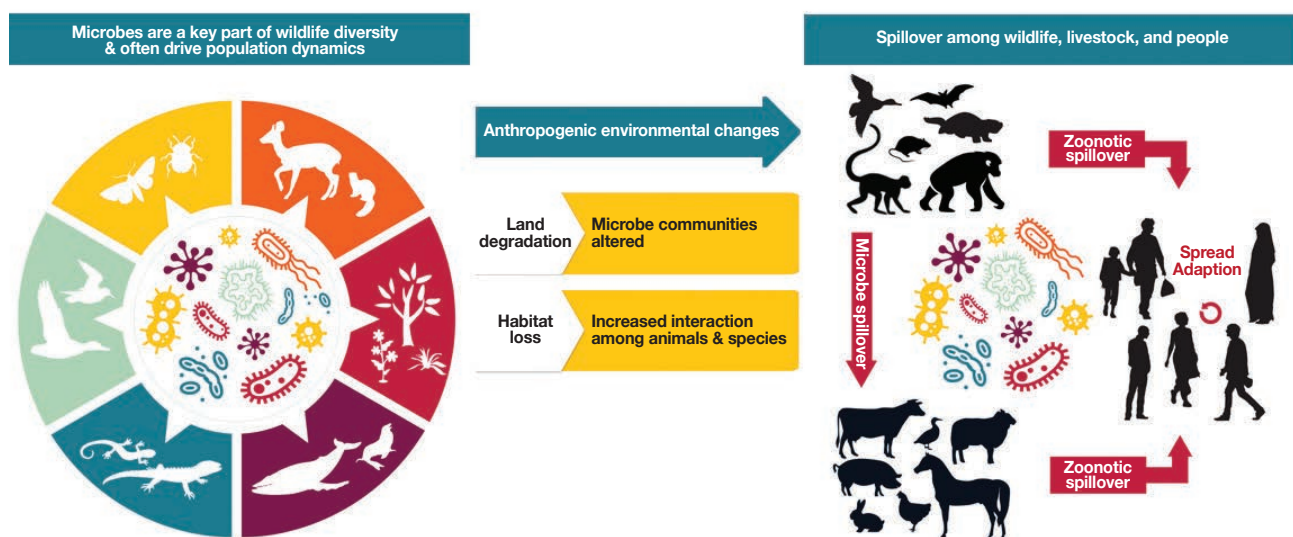 Microbes are a key part of wildlife diversity
& often drive population dynamics
Anthropogenic environmental changes
Land
degradation
Microbe communities
altered
Habitat
loss
Increased interaction
among animals & species
Spillover among wildlife, livestock, and people
Zoonotic
spillover
Microbe spillover
Spread
Adaption
Zoonotic
spillover